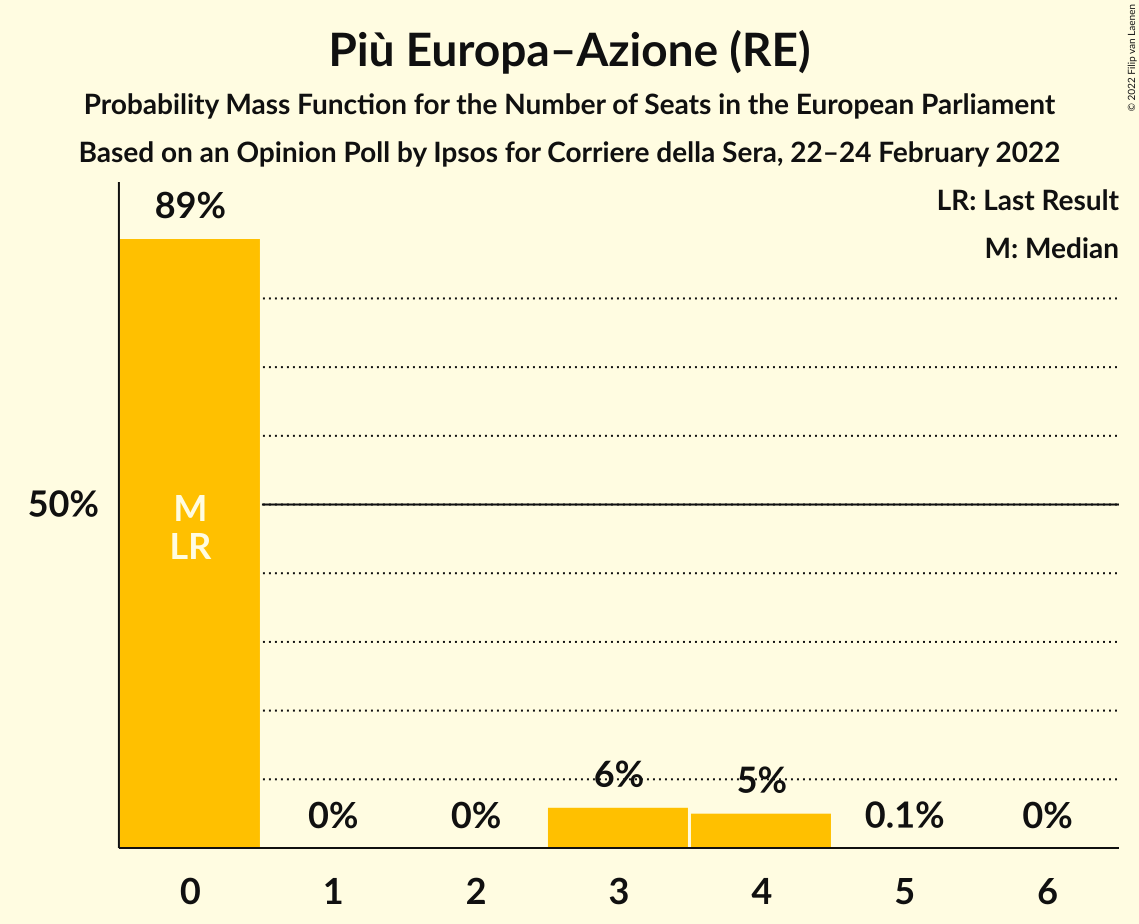 Più Europa–Azione (RE)
Probability Mass Function for the Number of Seats in the European Parliament
Based on an Opinion Poll by Ipsos for Corriere della Sera, 22–24 February 2022
© 2022 Filip van Laenen
LR: Last Result
M: Median
89%
50%
M
LR
0%
0%
6%
5%
0.1%
0%
0 1 2 3 4 5 6